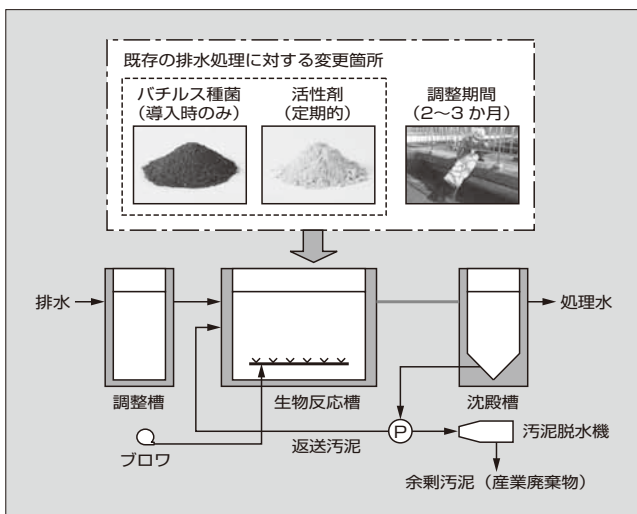 既存の排水処理に対する変更箇所
バチルス種菌
（導入時のみ）
活性剤
（定期的）
調整期間
（2〜3 か月）
排水
処理水
調整槽
生物反応槽
沈殿槽
ブロワ
返送汚泥
P
汚泥脱水機
余剰汚泥（産業廃棄物）